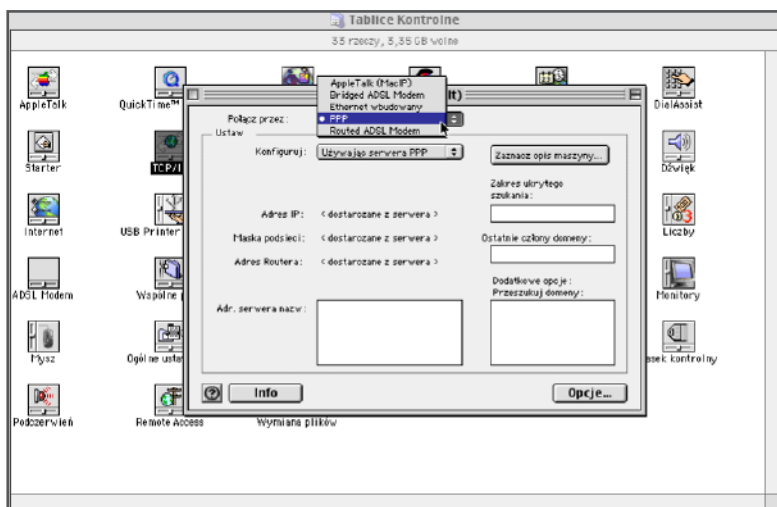 Tablice Kontrolne
33 rzeczy, 5,35 GB wolne
AppleTalk
QuickTime™
DialAssist
Starter
TCP/I
Dźwięk
Internet
USB Printer
Liczby
ADSL Modem
Wspólne
Monitory
Mysz
Ogólne usta
asek kontrolny
Podczerwień
Remote Access
Wymiana plików
lt)
Połącz przez:
AppleTalk (MacIP)
Bridged ADSL Modem
Ethernet wbudowany
PPP
Routed ADSL Modem
Ustaw
Konfiguruj:
Używając serwera PPP
Zaznacz opis maszyny...
Zakres ukrytego
szukania:
Adres IP:
< dostarczane z serwera >
Maska podsieci:
< dostarczane z serwera >
Ostatnie człony domeny:
Adres Routera:
< dostarczane z serwera >
Dodatkowe opcje:
Przeszukuj domeny:
Adr. serwera nazw:
?
Info
Opcje...